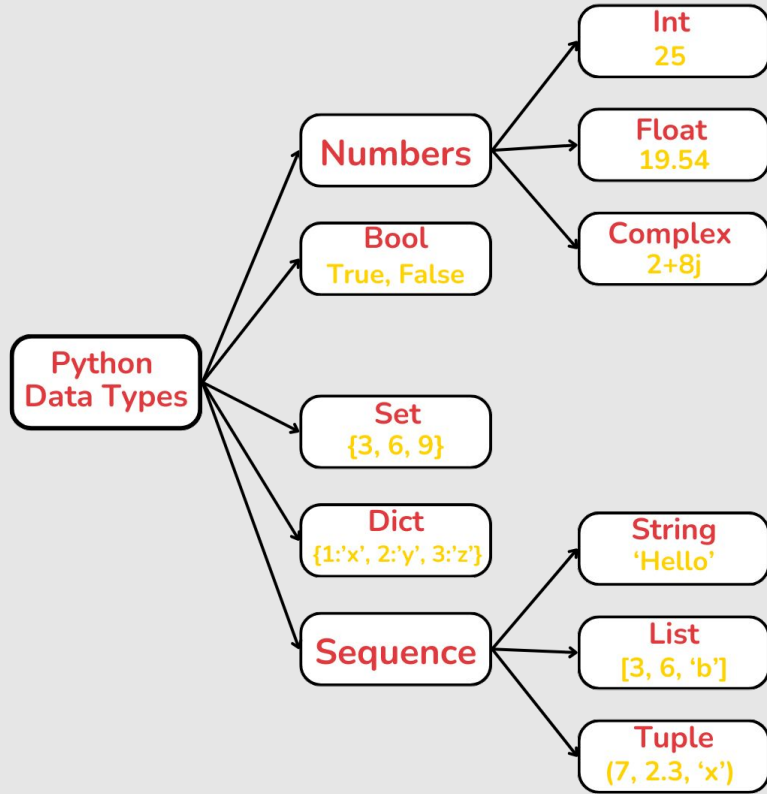 Python
Data Types
Numbers
Int
25
Float
19.54
Complex
2+8j
Bool
True, False
Set
{3, 6, 9}
Dict
{1:’x’, 2:’y’, 3:’z’}
Sequence
String
‘Hello’
List
[3, 6, ‘b’]
Tuple
(7, 2.3, ‘x’)